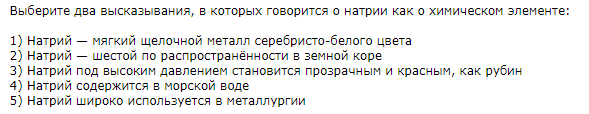 Выберите два высказывания, в которых говорится о натрии как о химическом элементе:
1) Натрий — мягкий щелочной металл серебристо-белого цвета
2) Натрий — шестой по распространённости в земной коре
3) Натрий под высоким давлением становится прозрачным и красным, как рубин
4) Натрий содержится в морской воде
5) Натрий широко используется в металлургии